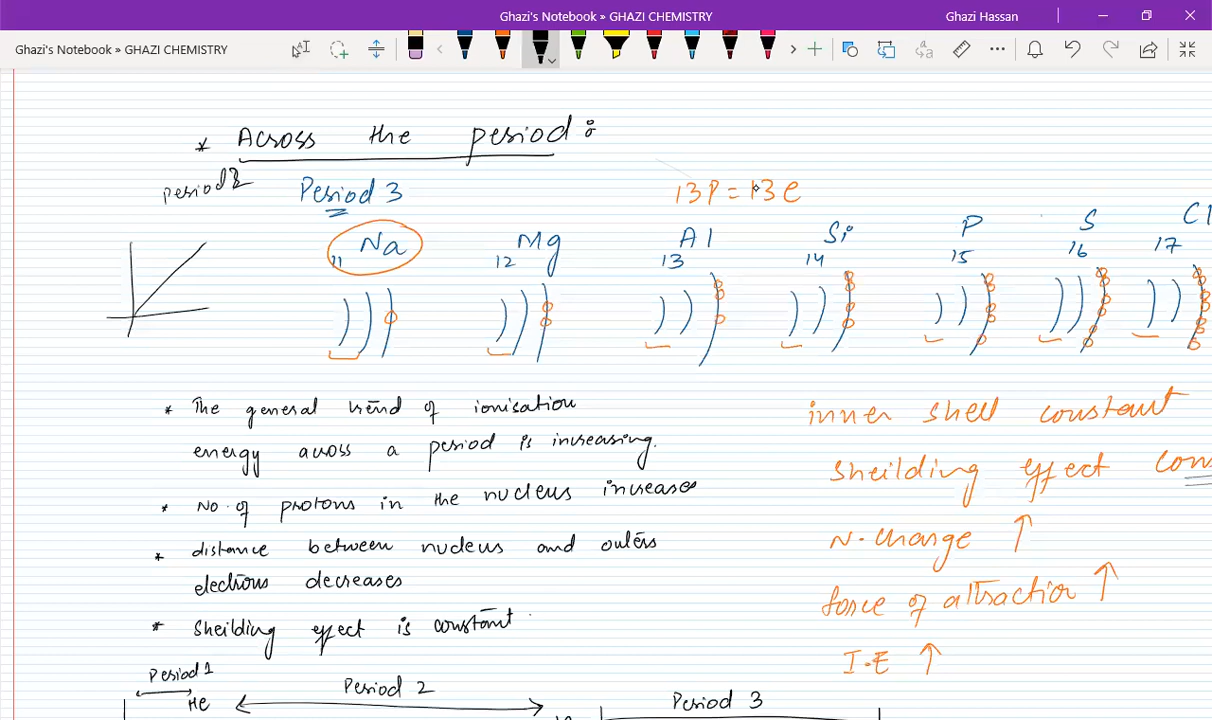 Ghazi's Notebook » GHAZI CHEMISTRY
Ghazi Hassan
Ghazi's Notebook » GHAZI CHEMISTRY
* Across the period :
Period 2
Period 3
13P = 13e
Na Mg Al Si P S Cl
11 12 13 14 15 16 17
* The general trend of ionisation
energy across a period is increasing.
* No. of protons in the nucleus increases
* distance between nucleus and outers
electrons decreases
* Sheilding effect is constant
inner shell constant
Sheilding effect cons
N. Charge ↑
force of attraction ↑
I.E ↑
Period 1
He
Period 2
Period 3